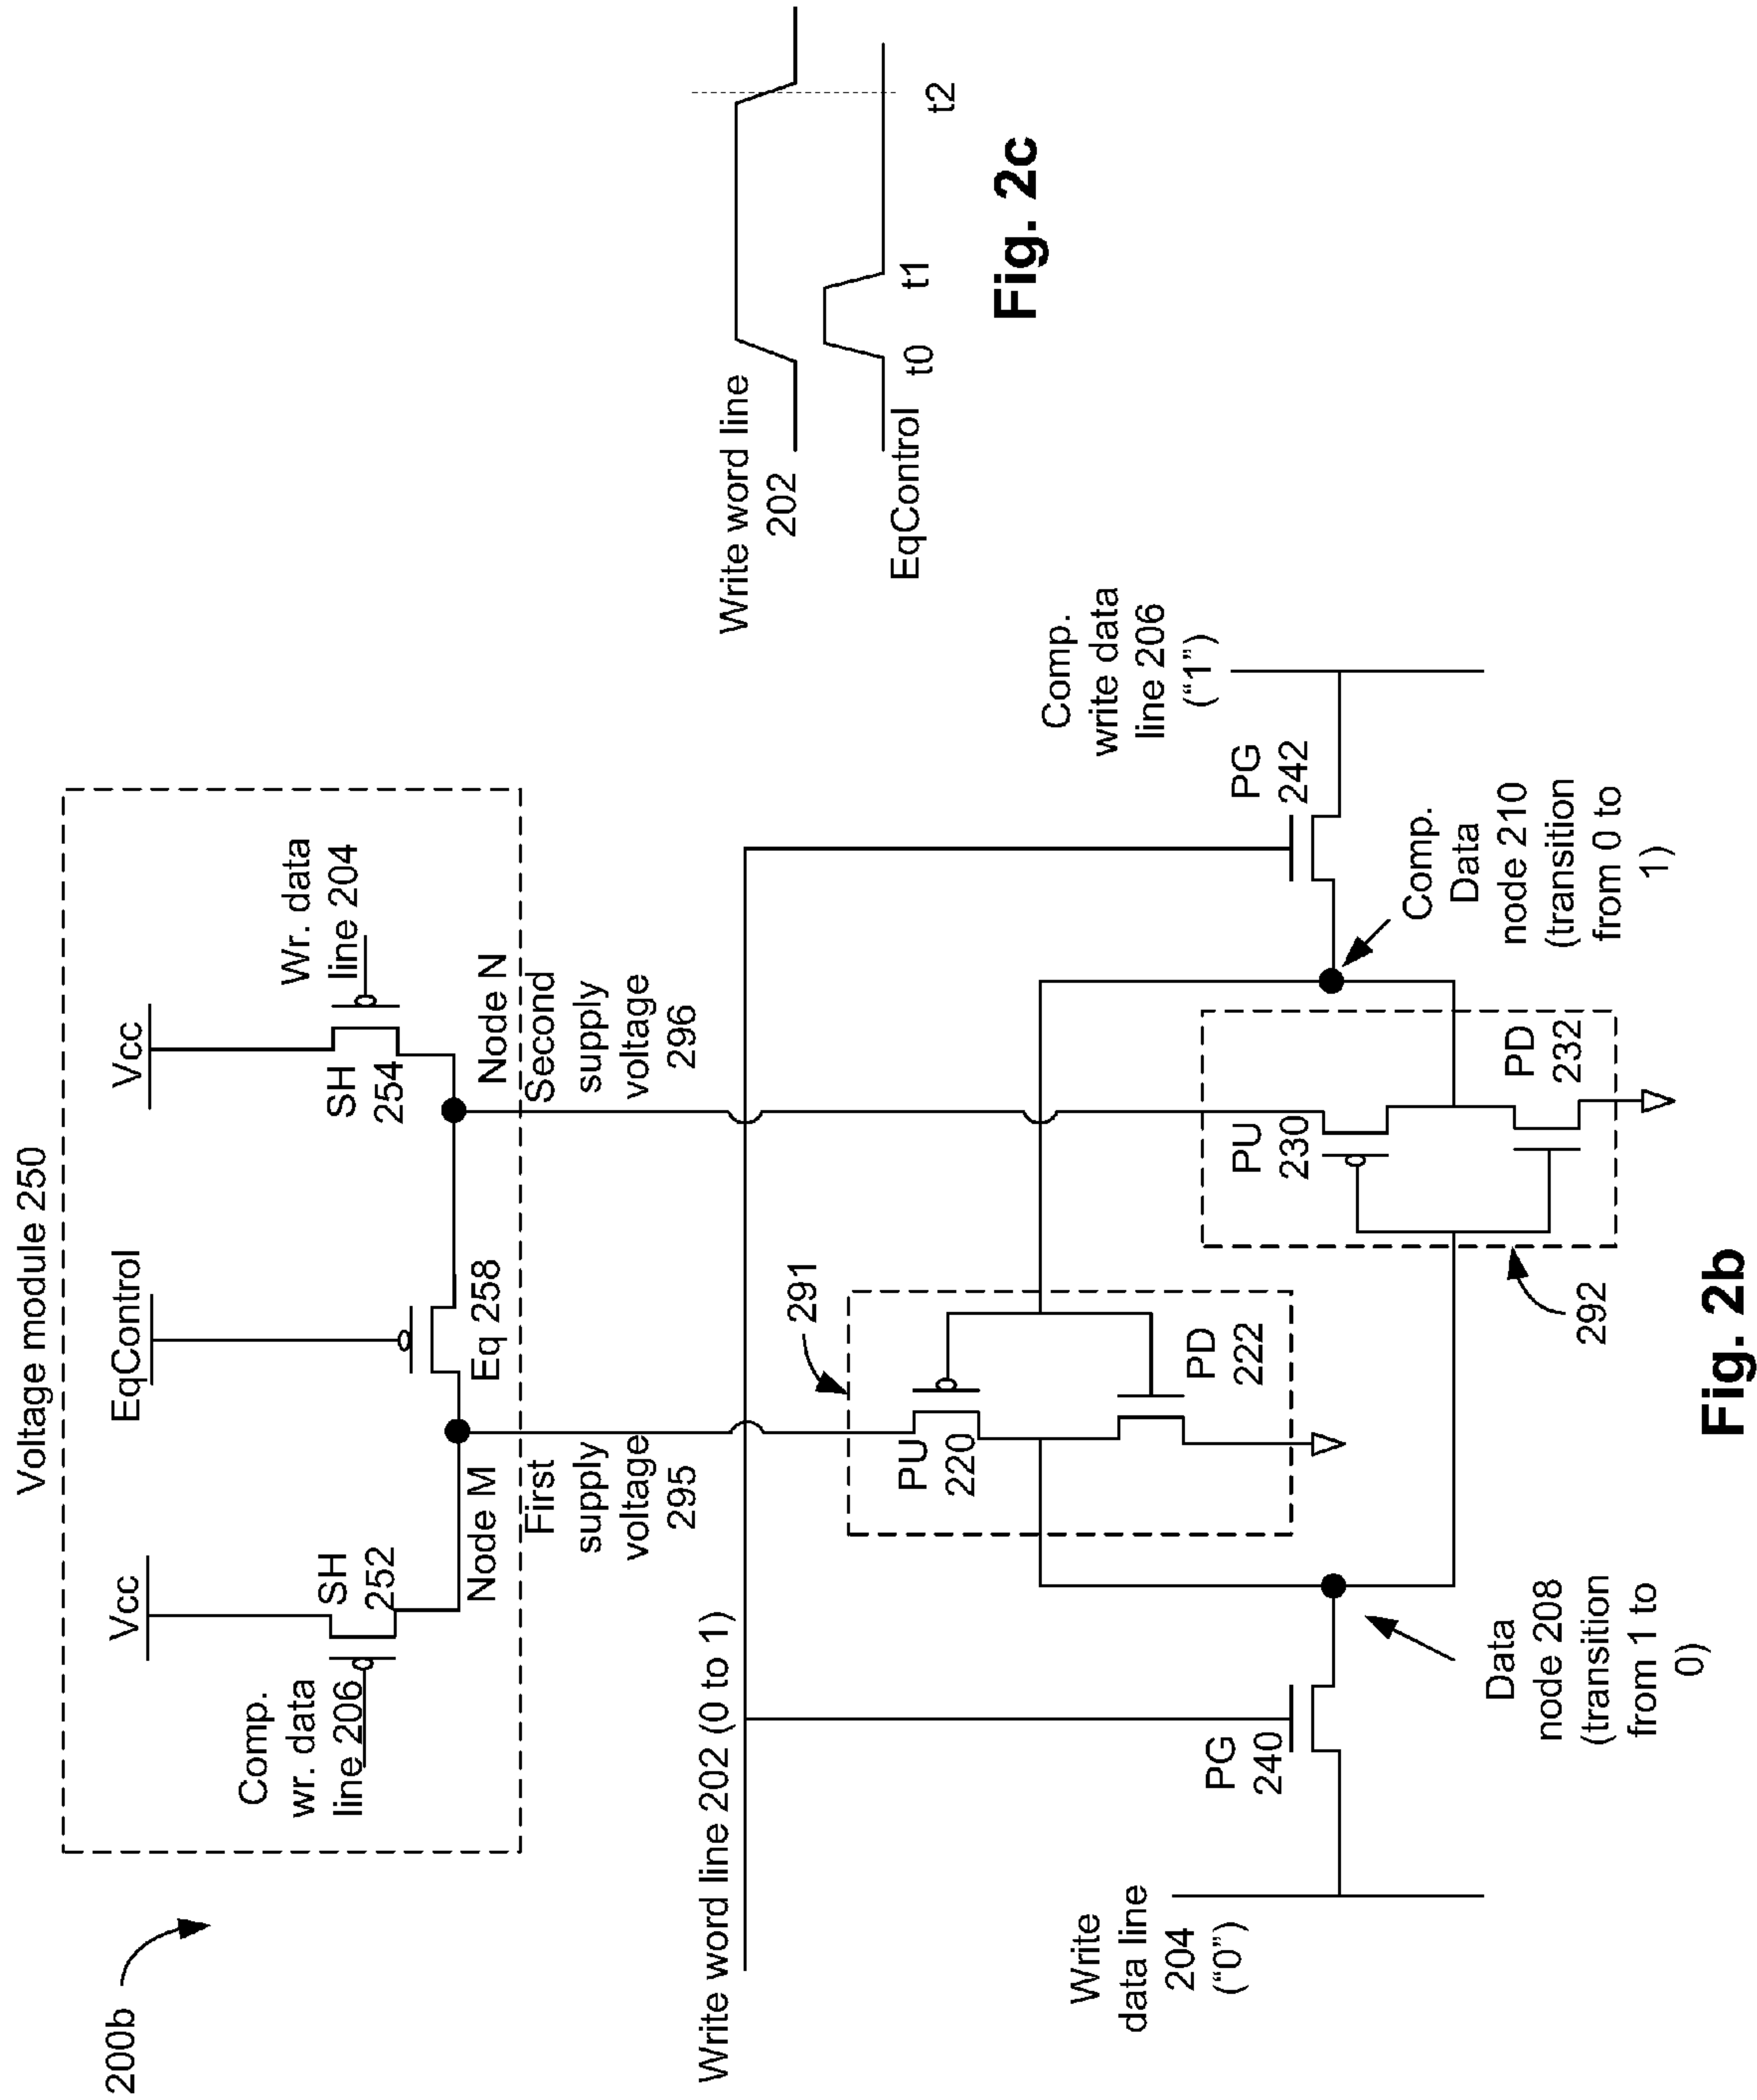 200b
Voltage module 250
Vcc
EqControl
Vcc
Comp.
wr. data
line 206
SH
252
Eq 258
SH
254
Wr. data
line 204
Node M
Node N
First
supply
voltage
295
Second
supply
voltage
296
Write word line 202 (0 to 1)
291
PU
220
PD
222
PU
230
PD
232
292
PG
240
PG
242
Write
data line
204
(“0”)
Comp.
write data
line 206
(“1”)
Data
node 208
(transition
from 1 to
0)
Comp.
Data
node 210
(transition
from 0 to
1)
Fig. 2b
Write word line
202
EqControl
t0
t1
t2
Fig. 2c